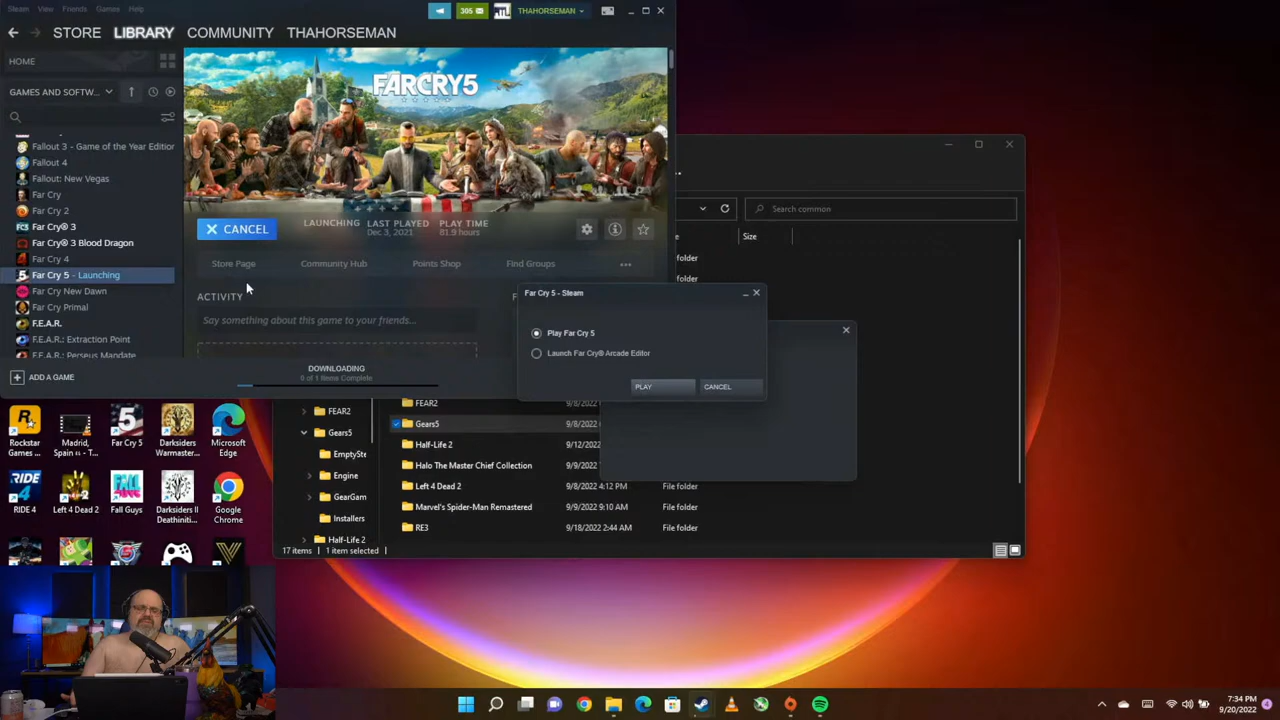 Steam View Friends Games Help
305
THAHORSEMAN
STORE LIBRARY COMMUNITY THAHORSEMAN
HOME
GAMES AND SOFTW...
FARCRY5
Fallout 3 - Game of the Year Edition
Fallout 4
Fallout: New Vegas
Far Cry
Far Cry 2
Far Cry® 3
Far Cry® 3 Blood Dragon
Far Cry 4
Far Cry 5 - Launching
Far Cry New Dawn
Far Cry Primal
F.E.A.R.
F.E.A.R.: Extraction Point
F.E.A.R.: Perseus Mandate
CANCEL
LAUNCHING
LAST PLAYED
Dec 3, 2021
PLAY TIME
81.9 hours
Store Page Community Hub Points Shop Find Groups
ACTIVITY
Say something about this game to your friends...
DOWNLOADING
0 of 1 Items Complete
ADD A GAME
Search common
Size
Far Cry 5 - Steam
Play Far Cry 5
Launch Far Cry® Arcade Editor
PLAY CANCEL
FEAR2
Gears5
EmptySte
Engine
GearGam
Installers
Half-Life 2
FEAR2
Gears5 9/8/2022
Half-Life 2 9/12/2022
Halo The Master Chief Collection 9/9/2022
Left 4 Dead 2 9/8/2022 4:12 PM File folder
Marvel's Spider-Man Remastered 9/9/2022 9:10 AM File folder
RE3 9/18/2022 2:44 AM File folder
17 items 1 item selected
Rockstar Games ...
Madrid, Spain ‎– T...
Far Cry 5
Darksiders Warmaster...
Microsoft Edge
RIDE 4
Left 4 Dead 2
Fall Guys
Darksiders II Deathiniti...
Google Chrome
7:34 PM
9/20/2022